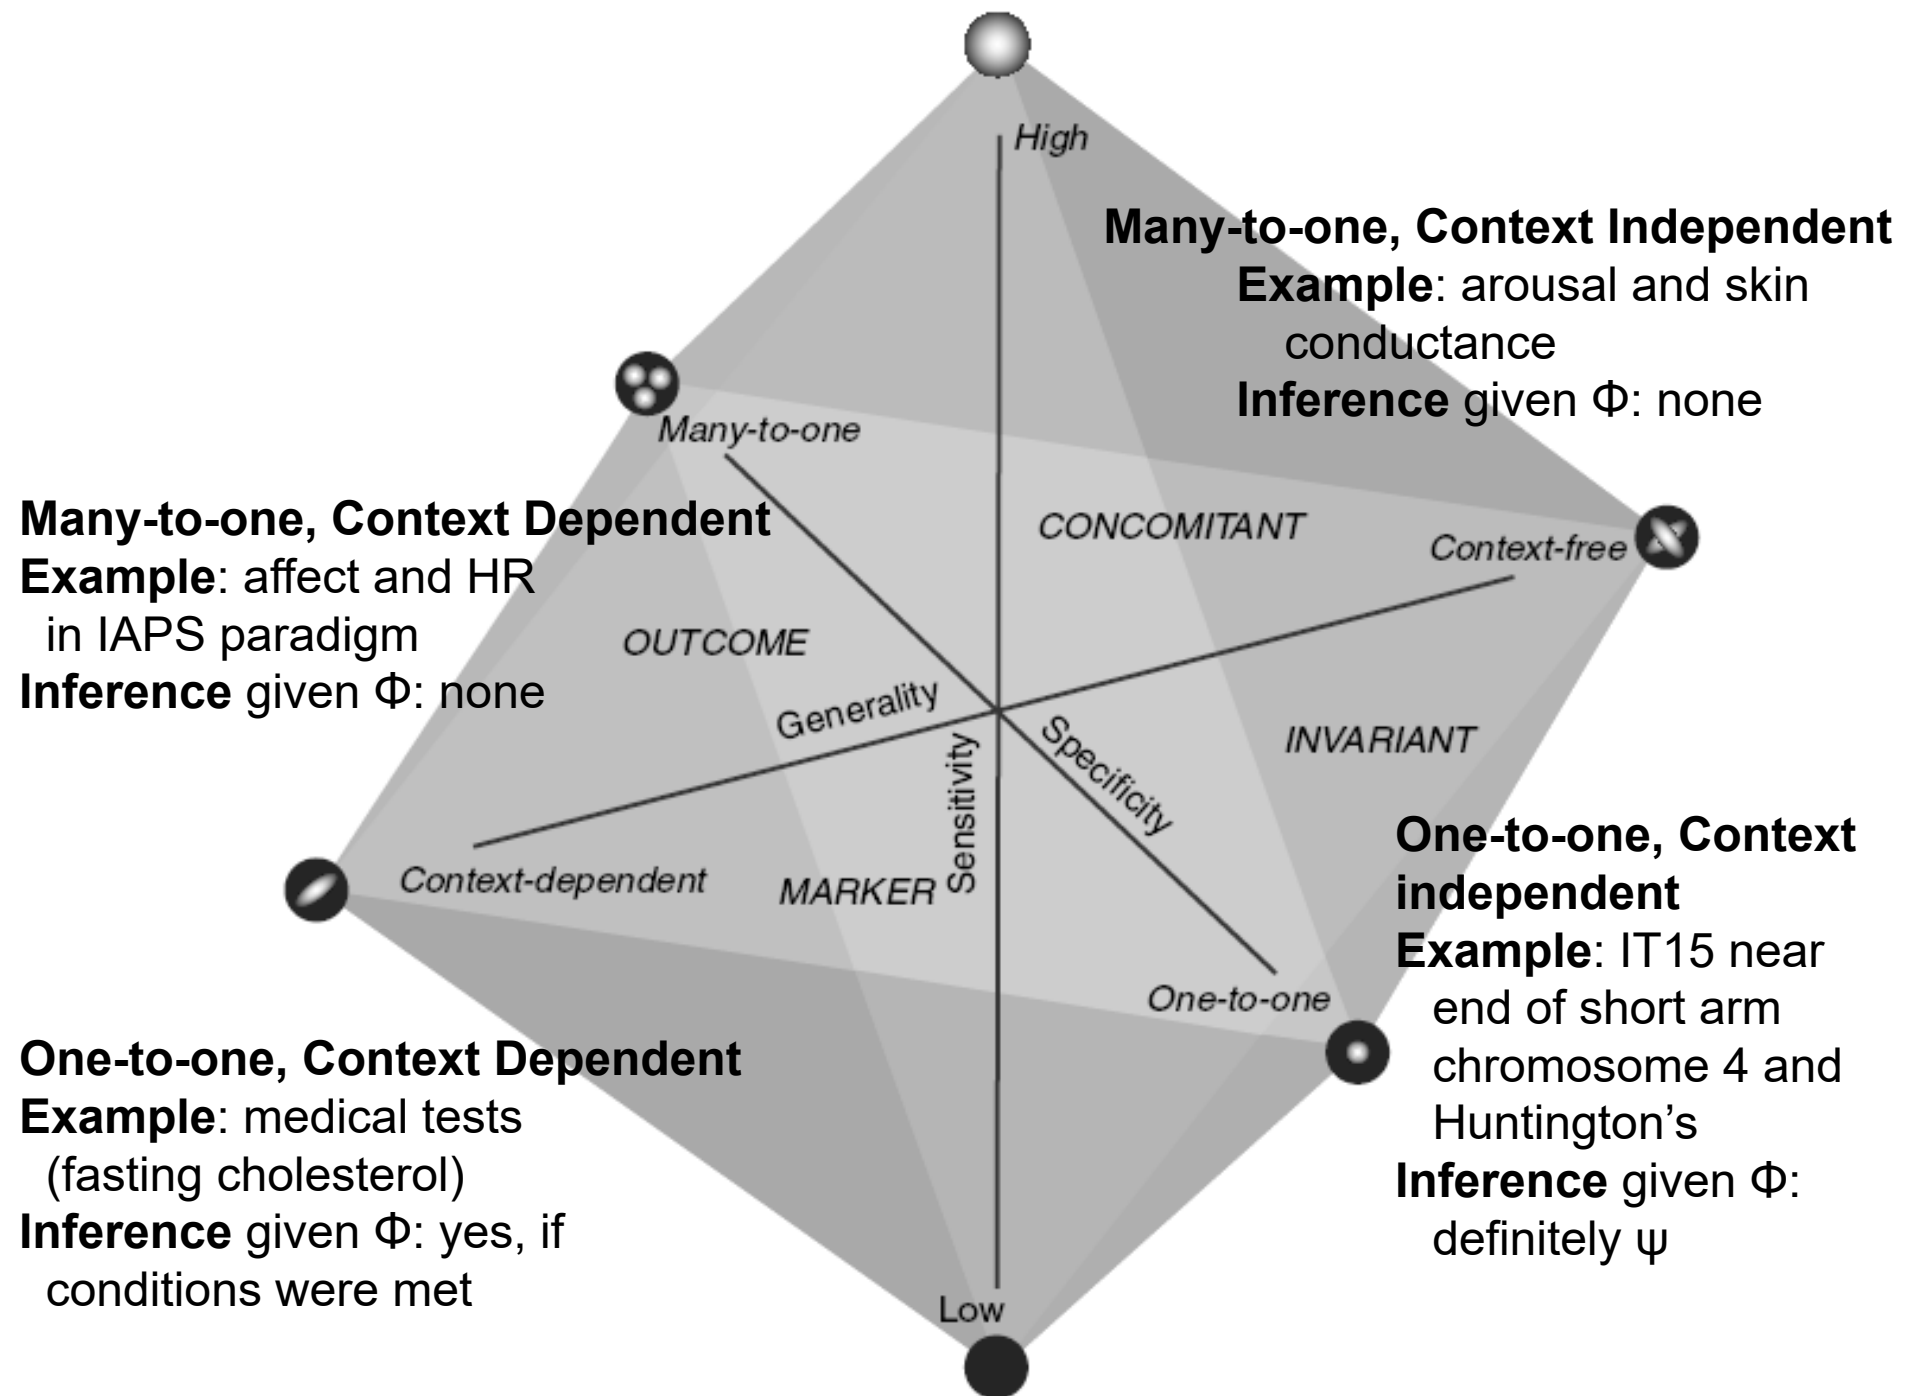 High
Many-to-one, Context Independent
Example: arousal and skin
conductance
Inference given Φ: none
Many-to-one
Many-to-one, Context Dependent
Example: affect and HR
in IAPS paradigm
Inference given Φ: none
CONCOMITANT
Context-free
OUTCOME
Generality
Specificity
Sensitivity
INVARIANT
Context-dependent
MARKER
One-to-one
One-to-one, Context
independent
Example: IT15 near
end of short arm
chromosome 4 and
Huntington’s
Inference given Φ:
definitely ψ
One-to-one, Context Dependent
Example: medical tests
(fasting cholesterol)
Inference given Φ: yes, if
conditions were met
Low